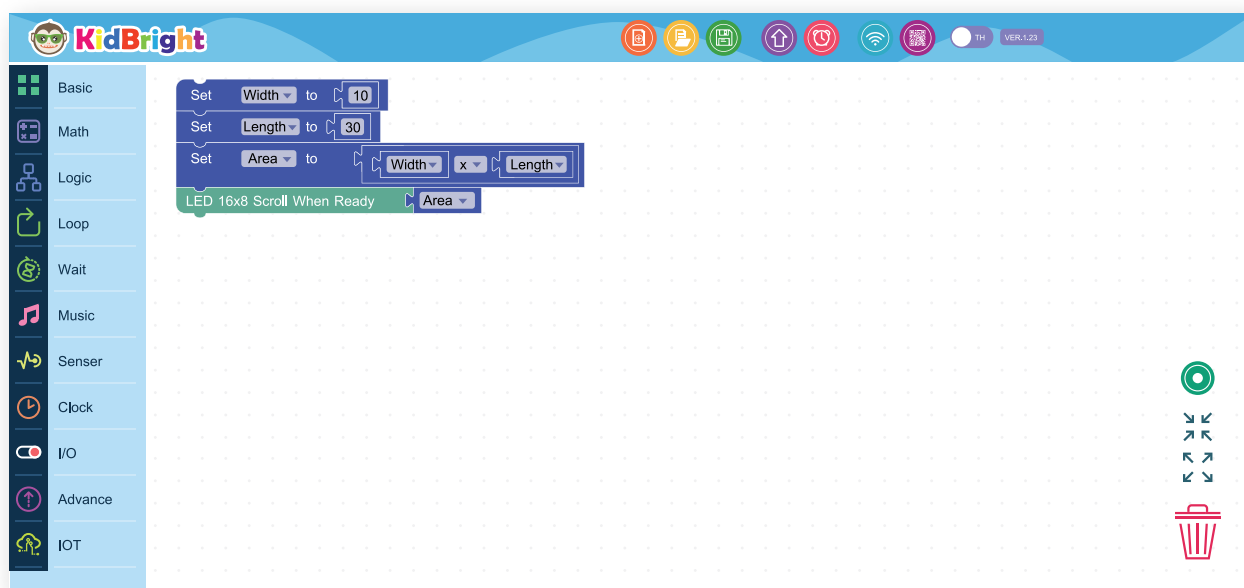 KidBright
TH VER.1.23
Basic
Math
Logic
Loop
Wait
Music
Senser
Clock
I/O
Advance
IOT
Set Width to 10
Set Length to 30
Set Area to Width x Length
LED 16x8 Scroll When Ready Area